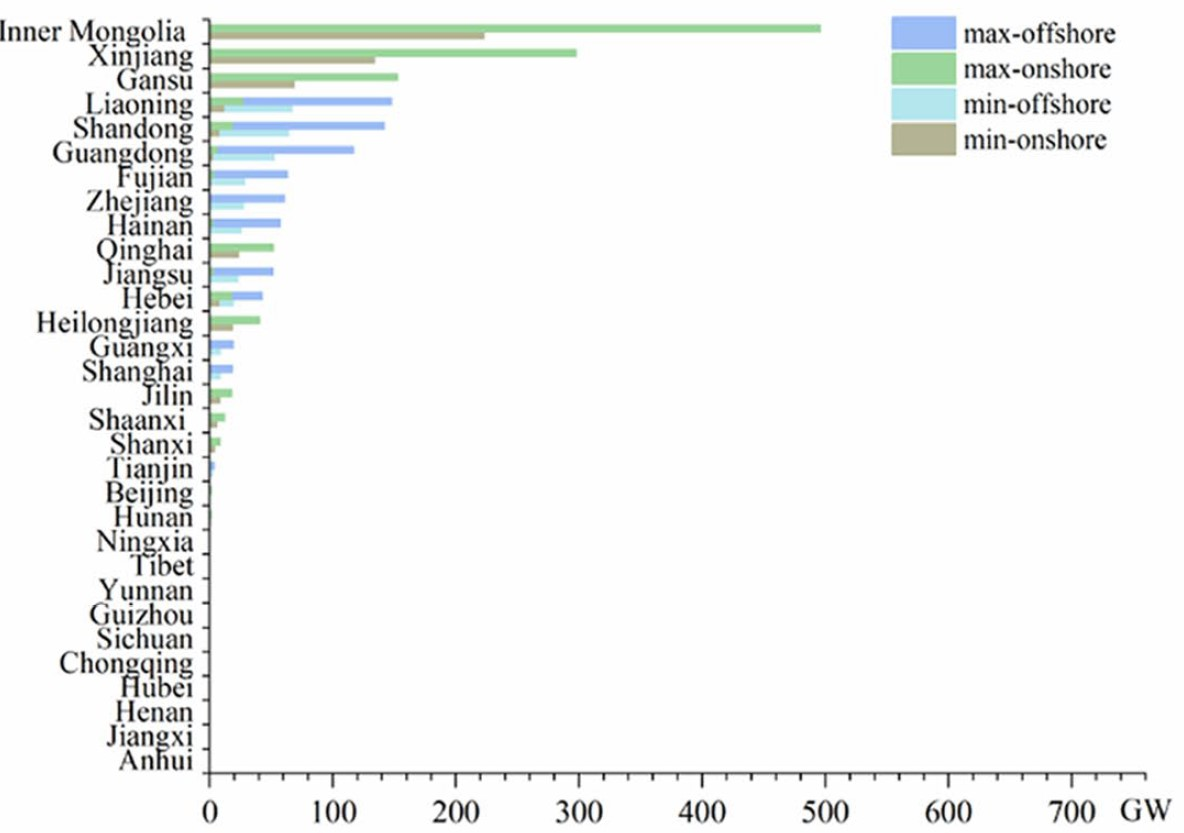 Inner Mongolia
Xinjiang
Gansu
Liaoning
Shandong
Guangdong
Fujian
Zhejiang
Hainan
Qinghai
Jiangsu
Hebei
Heilongjiang
Guangxi
Shanghai
Jilin
Shaanxi
Shanxi
Tianjin
Beijing
Hunan
Ningxia
Tibet
Yunnan
Guizhou
Sichuan
Chongqing
Hubei
Henan
Jiangxi
Anhui
max-offshore
max-onshore
min-offshore
min-onshore
0 100 200 300 400 500 600 700 GW